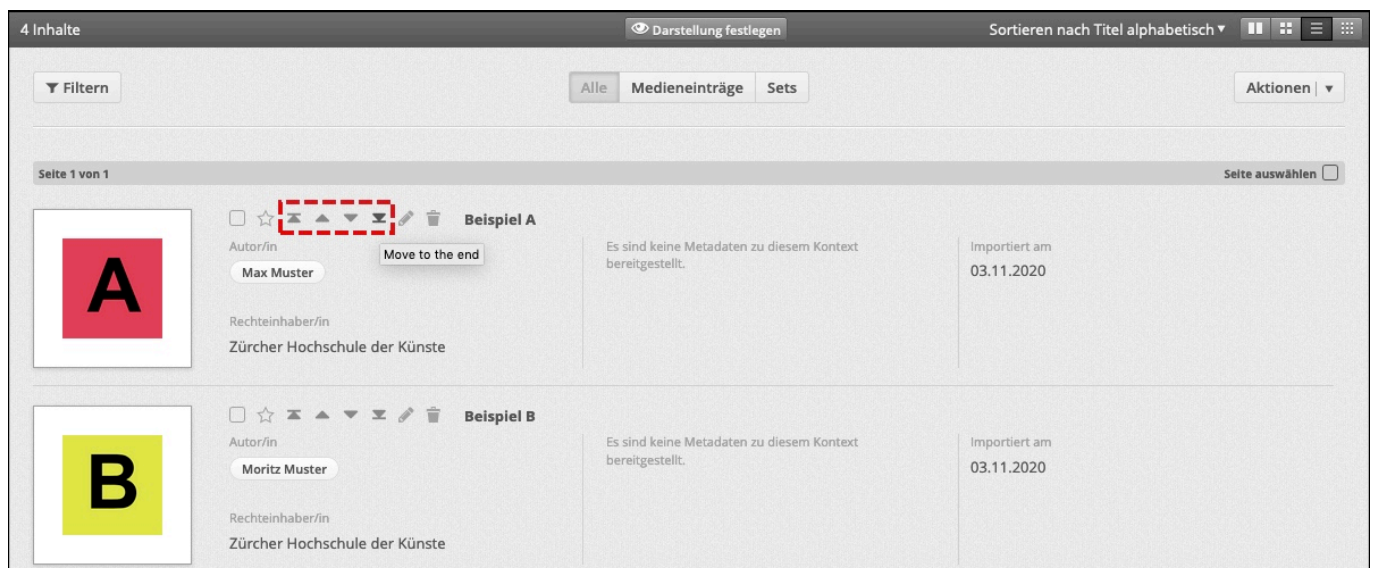 4 Inhalte
Darstellung festlegen
Sortieren nach Titel alphabetisch
Filtern
Alle Medieneinträge Sets
Aktionen
Seite 1 von 1
Seite auswählen
A
Beispiel A
Autor/in
Max Muster
Move to the end
Rechteinhaber/in
Zürcher Hochschule der Künste
Es sind keine Metadaten zu diesem Kontext
bereitgestellt.
Importiert am
03.11.2020
B
Beispiel B
Autor/in
Moritz Muster
Rechteinhaber/in
Zürcher Hochschule der Künste
Es sind keine Metadaten zu diesem Kontext
bereitgestellt.
Importiert am
03.11.2020